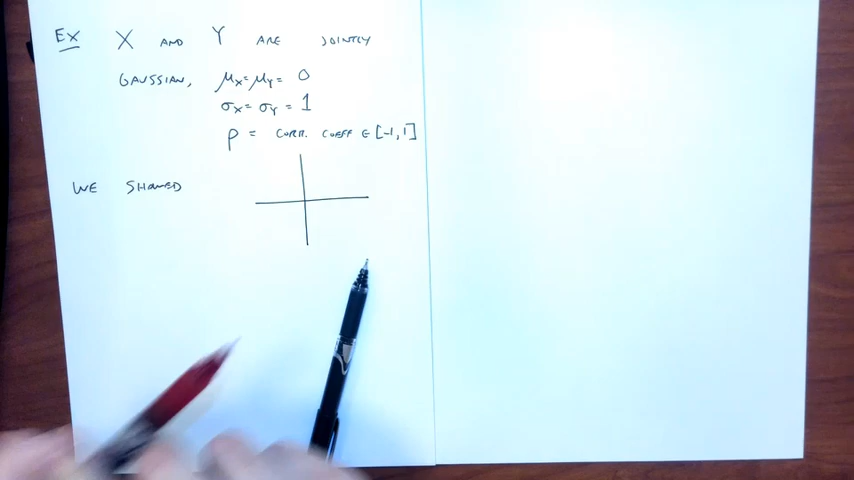 EX X AND Y ARE JOINTLY
GAUSSIAN, μx=μY= 0
σx= σY = 1
ρ = CORR. COEFF ∈ [-1,1]
WE SHOWED